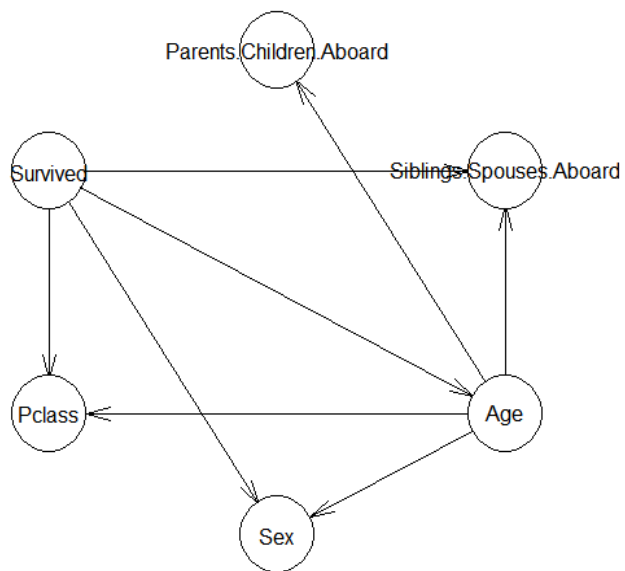 Parents.Children.Aboard
Survived
Siblings.Spouses.Aboard
Pclass
Age
Sex